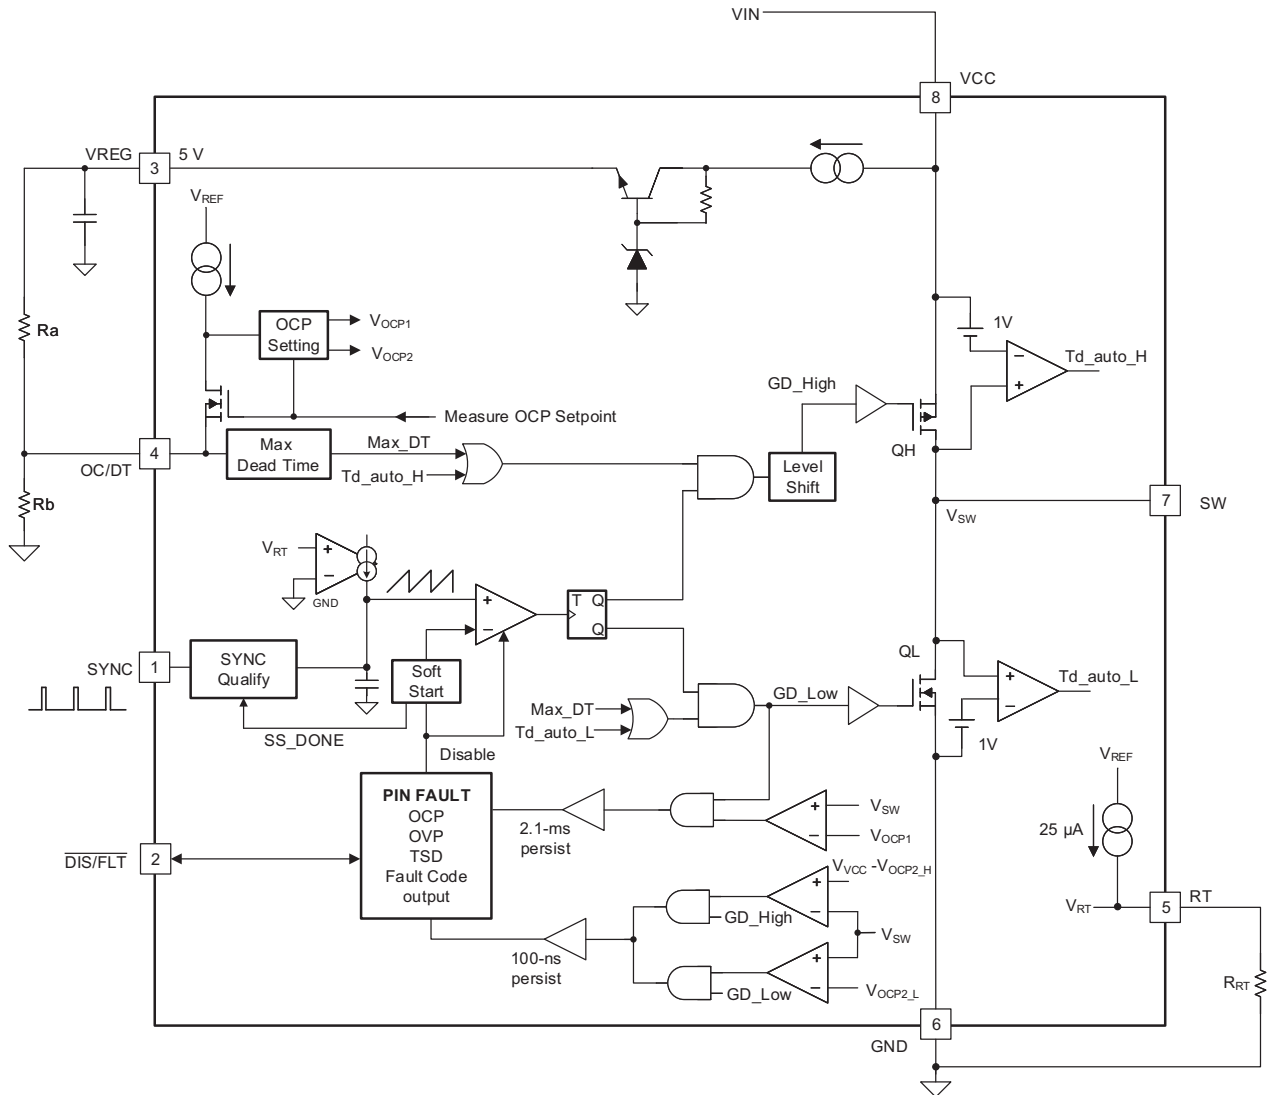 VIN
VCC
8
VREG
3
5 V
VREF
Ra
OCP
Setting
VOCP1
VOCP2
1V
−
+
Td_auto_H
GD_High
Measure OCP Setpoint
QH
4
OC/DT
Max
Dead Time
Max_DT
Td_auto_H
Level
Shift
Rb
7
SW
VSW
VRT
+
−
GND
+
−
T Q
Q
SYNC
1
SYNC
Qualify
Soft
Start
SS_DONE
Disable
Max_DT
Td_auto_L
GD_Low
QL
+
−
Td_auto_L
1V
VREF
25 µA
PIN FAULT
OCP
OVP
TSD
Fault Code
output
2.1-ms
persist
+
−
VSW
VOCP1
DIS/FLT
2
VVCC -VOCP2_H
+
−
GD_High
VSW
100-ns
persist
+
−
GD_Low
VOCP2_L
VRT
5
RT
RRT
6
GND